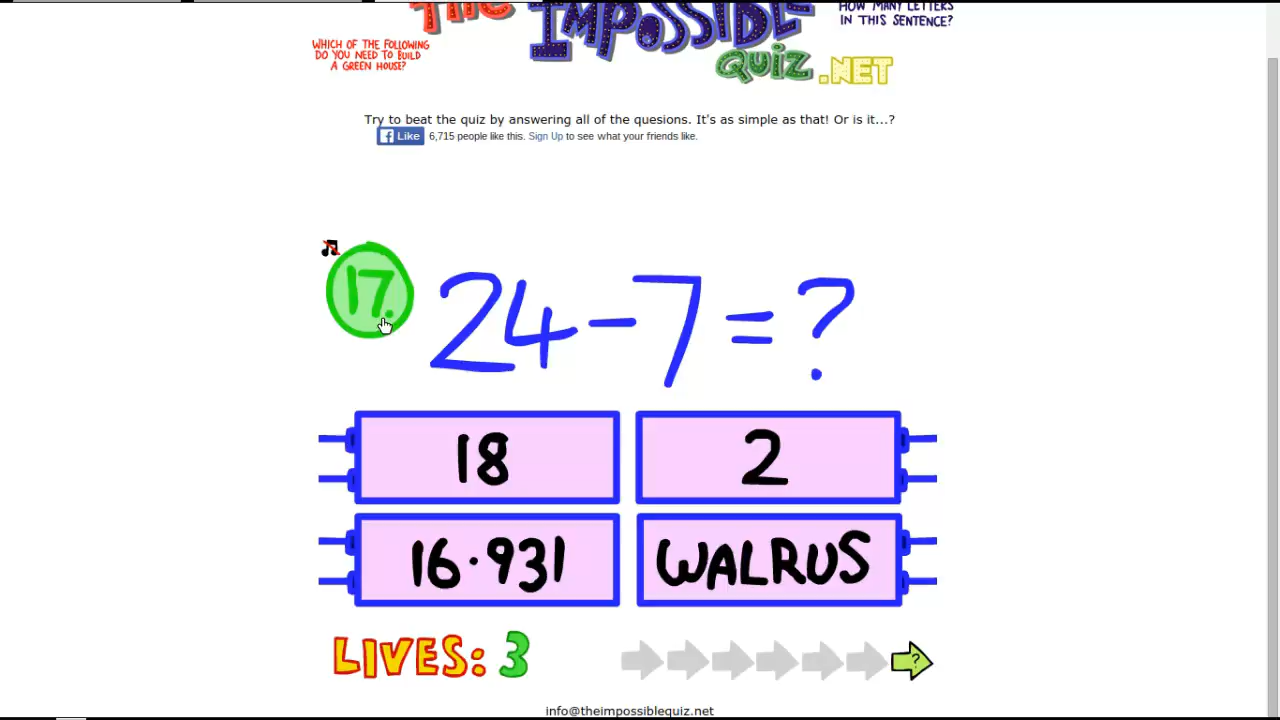 THE IMPOSSIBLE
QUIZ.NET
HOW MANY LETTERS
IN THIS SENTENCE?
WHICH OF THE FOLLOWING
DO YOU NEED TO BUILD
A GREEN HOUSE?
Try to beat the quiz by answering all of the quesions. It's as simple as that! Or is it...?
Like 6,715 people like this. Sign Up to see what your friends like.
17. 24-7=?
18 2
16.931 WALRUS
LIVES: 3 ?
info@theimpossiblequiz.net